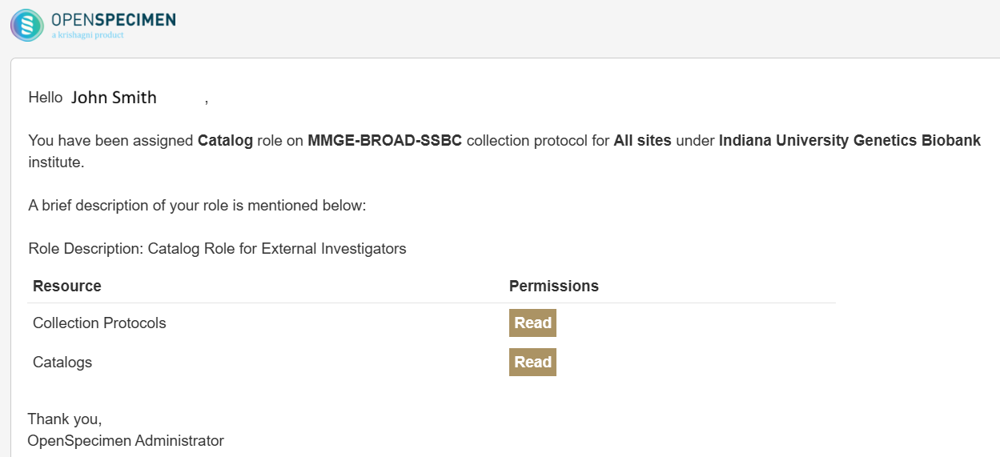 OPENSPECIMEN
a krishagni product
Hello John Smith ,
You have been assigned Catalog role on MMGE-BROAD-SSBC collection protocol for All sites under Indiana University Genetics Biobank
institute.
A brief description of your role is mentioned below:
Role Description: Catalog Role for External Investigators
Resource Permissions
Collection Protocols Read
Catalogs Read
Thank you,
OpenSpecimen Administrator